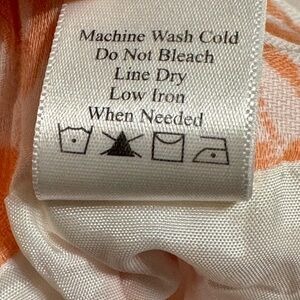 Machine Wash Cold
Do Not Bleach
Line Dry
Low Iron
When Needed